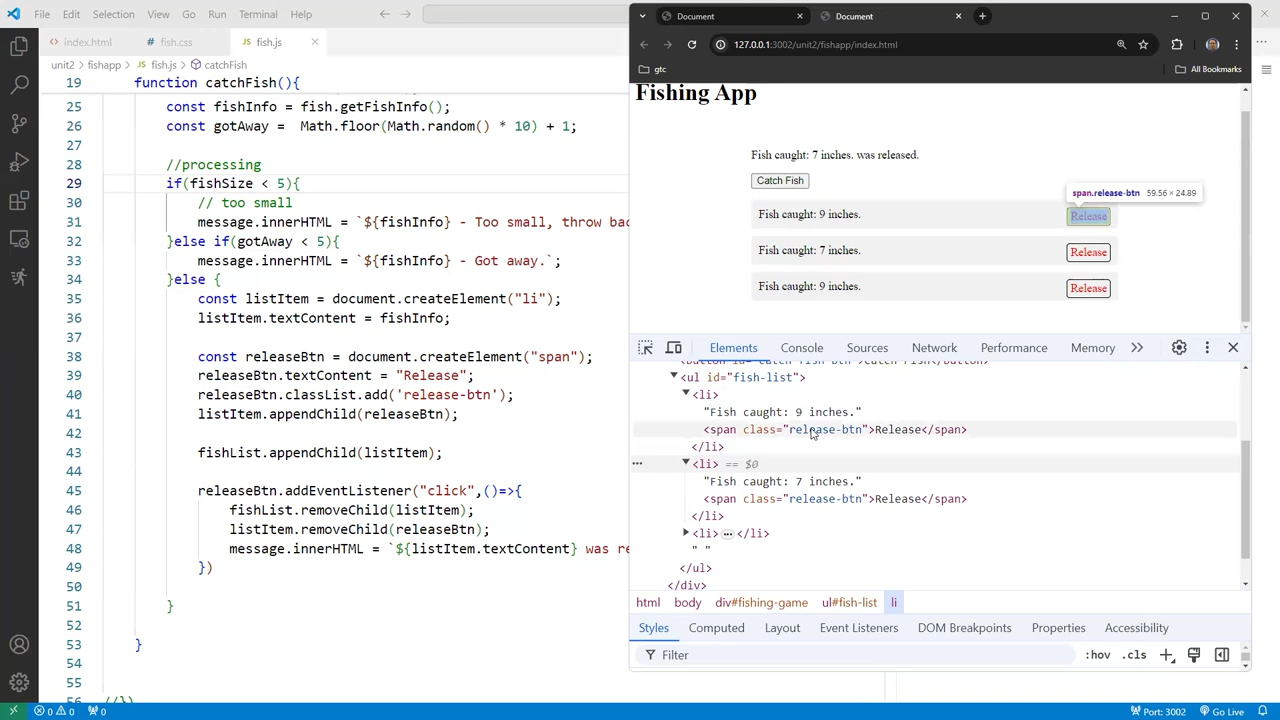 File Edit Selection View Go Run Terminal Help
index.html fish.css fish.js
unit2 > fishapp > fish.js > catchFish
19 function catchFish(){
25 const fishInfo = fish.getFishInfo();
26 const gotAway = Math.floor(Math.random() * 10) + 1;
27
28 //processing
29 if(fishSize < 5){
30 // too small
31 message.innerHTML = `${fishInfo} - Too small, throw bac
32 }else if(gotAway < 5){
33 message.innerHTML = `${fishInfo} - Got away.`;
34 }else {
35 const listItem = document.createElement("li");
36 listItem.textContent = fishInfo;
37
38 const releaseBtn = document.createElement("span");
39 releaseBtn.textContent = "Release";
40 releaseBtn.classList.add('release-btn');
41 listItem.appendChild(releaseBtn);
42
43 fishList.appendChild(listItem);
44
45 releaseBtn.addEventListener("click",()=>{
46 fishList.removeChild(listItem);
47 listItem.removeChild(releaseBtn);
48 message.innerHTML = `${listItem.textContent} was re
49 })
50
51 }
52
53 }
54
55
56 //})
0 0 0
Port: 3002 Go Live
Document Document
127.0.0.1:3002/unit2/fishapp/index.html
gtc All Bookmarks
Fishing App
Fish caught: 7 inches. was released.
Catch Fish
span.release-btn 59.56 × 24.89
Fish caught: 9 inches. Release
Fish caught: 7 inches. Release
Fish caught: 9 inches. Release
Elements Console Sources Network Performance Memory
<button id="catch-fish-btn">Catch Fish</button>
<ul id="fish-list">
<li>
"Fish caught: 9 inches."
<span class="release-btn">Release</span>
</li>
<li> == $0
"Fish caught: 7 inches."
<span class="release-btn">Release</span>
</li>
<li> … </li>
" "
</ul>
</div>
html body div#fishing-game ul#fish-list li
Styles Computed Layout Event Listeners DOM Breakpoints Properties Accessibility
Filter :hov .cls